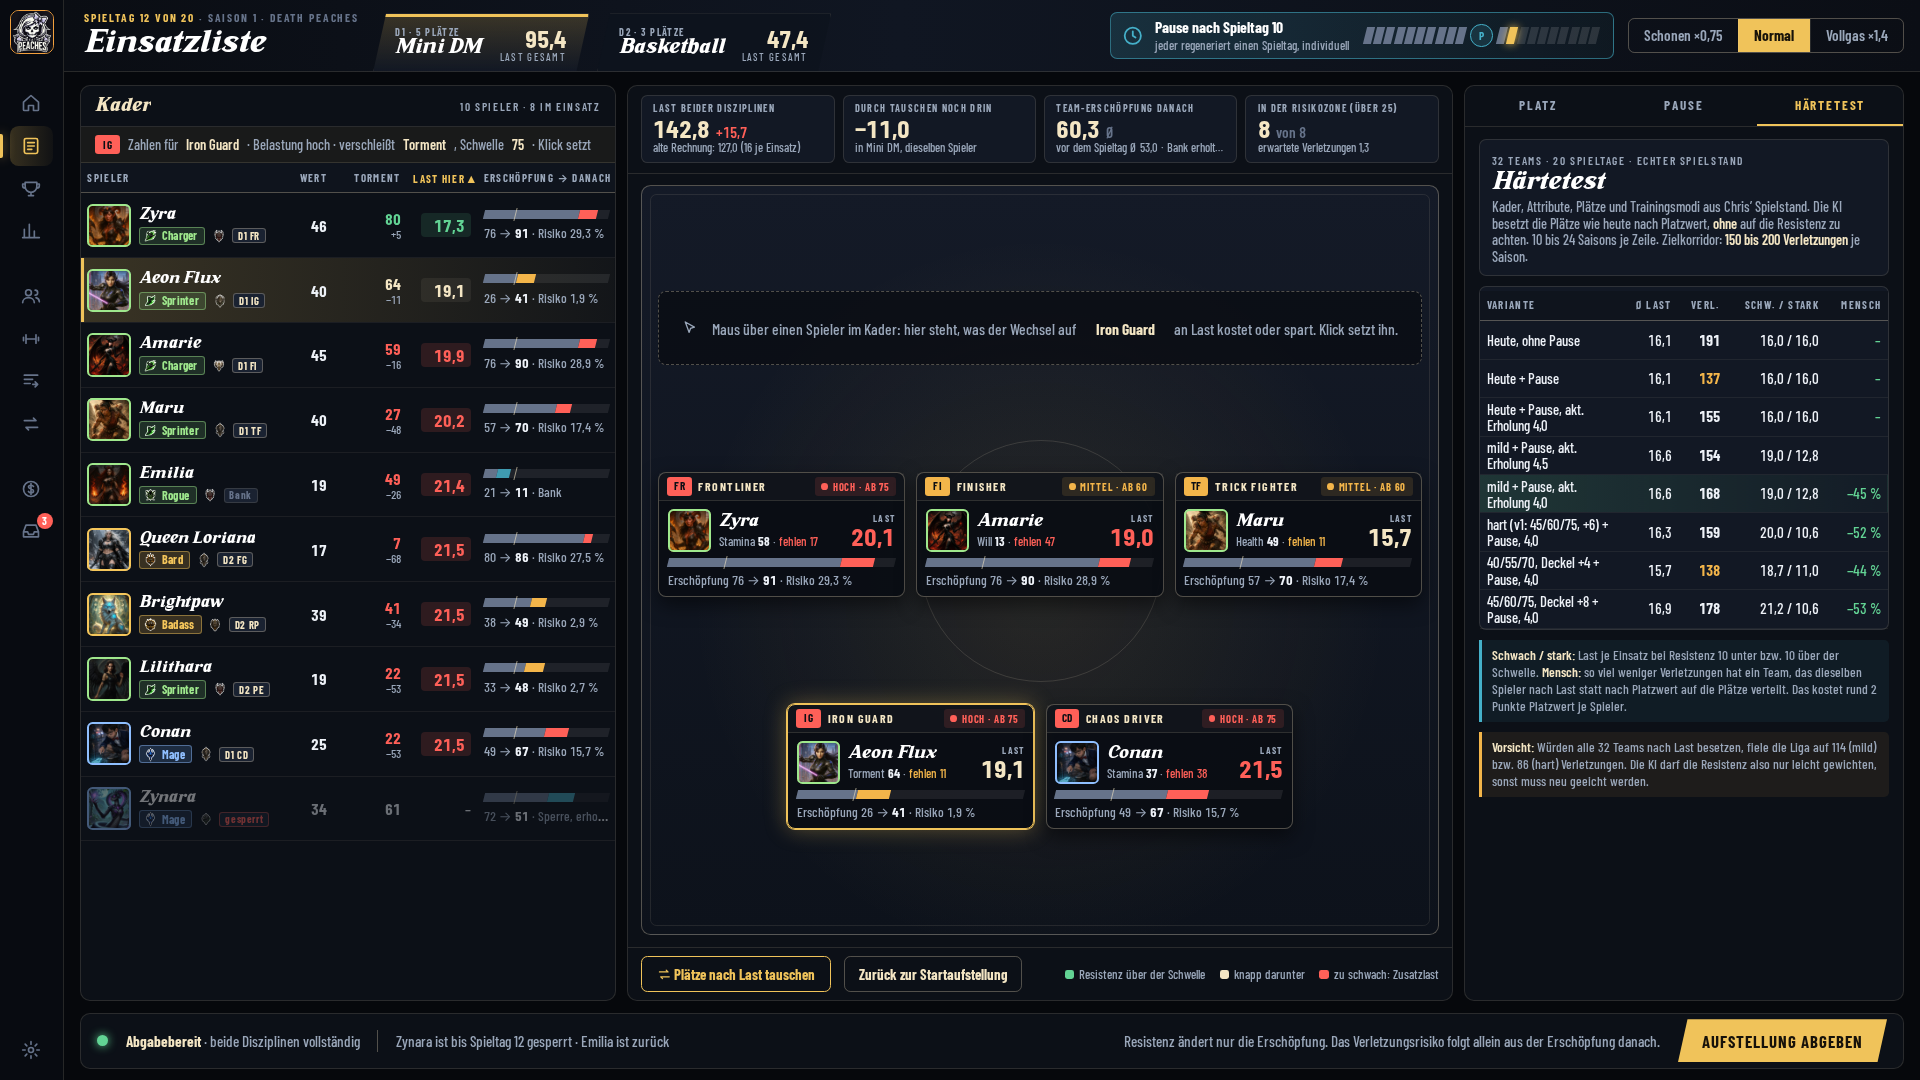 PEACHES
SPIELTAG 12 VON 20 · SAISON 1 · DEATH PEACHES
Einsatzliste
D1 · 5 PLÄTZE
Mini DM
95,4
LAST GESAMT
D2 · 3 PLÄTZE
Basketball
47,4
LAST GESAMT
Pause nach Spieltag 10
jeder regeneriert einen Spieltag, individuell
P
Schonen ×0,75
Normal
Vollgas ×1,4
3
Kader
10 SPIELER · 8 IM EINSATZ
IG Zahlen für Iron Guard · Belastung hoch · verschleißt Torment , Schwelle 75 · Klick setzt
SPIELER WERT TORMENT LAST HIER ▲ ERSCHÖPFUNG → DANACH
Zyra
Charger D1 FR
46
80
+5
17,3
76 → 91 · Risiko 29,3 %
Aeon Flux
Sprinter D1 IG
40
64
−11
19,1
26 → 41 · Risiko 1,9 %
Amarie
Charger D1 FI
45
59
−16
19,9
76 → 90 · Risiko 28,9 %
Maru
Sprinter D1 TF
40
27
−48
20,2
57 → 70 · Risiko 17,4 %
Emilia
Rogue Bank
19
49
−26
21,4
21 → 11 · Bank
Queen Loriana
Bard D2 FG
17
7
−68
21,5
80 → 86 · Risiko 27,5 %
Brightpaw
Badass D2 RP
39
41
−34
21,5
38 → 49 · Risiko 2,9 %
Lilithara
Sprinter D2 PE
19
22
−53
21,5
33 → 48 · Risiko 2,7 %
Conan
Mage D1 CD
25
22
−53
21,5
49 → 67 · Risiko 15,7 %
Zynara
Mage gesperrt
34
61
–
72 → 51 · Sperre, erho…
LAST BEIDER DISZIPLINEN
142,8 +15,7
alte Rechnung: 127,0 (16 je Einsatz)
DURCH TAUSCHEN NOCH DRIN
−11,0
in Mini DM, dieselben Spieler
TEAM-ERSCHÖPFUNG DANACH
60,3 Ø
vor dem Spieltag Ø 53,0 · Bank erholt…
IN DER RISIKOZONE (ÜBER 25)
8 von 8
erwartete Verletzungen 1,3
Maus über einen Spieler im Kader: hier steht, was der Wechsel auf Iron Guard an Last kostet oder spart. Klick setzt ihn.
FR FRONTLINER HOCH · AB 75
Zyra
Stamina 58 · fehlen 17
LAST
20,1
Erschöpfung 76 → 91 · Risiko 29,3 %
FI FINISHER MITTEL · AB 60
Amarie
Will 13 · fehlen 47
LAST
19,0
Erschöpfung 76 → 90 · Risiko 28,9 %
TF TRICK FIGHTER MITTEL · AB 60
Maru
Health 49 · fehlen 11
LAST
15,7
Erschöpfung 57 → 70 · Risiko 17,4 %
IG IRON GUARD HOCH · AB 75
Aeon Flux
Torment 64 · fehlen 11
LAST
19,1
Erschöpfung 26 → 41 · Risiko 1,9 %
CD CHAOS DRIVER HOCH · AB 75
Conan
Stamina 37 · fehlen 38
LAST
21,5
Erschöpfung 49 → 67 · Risiko 15,7 %
Plätze nach Last tauschen
Zurück zur Startaufstellung
Resistenz über der Schwelle
knapp darunter
zu schwach: Zusatzlast
PLATZ PAUSE HÄRTETEST
32 TEAMS · 20 SPIELTAGE · ECHTER SPIELSTAND
Härtetest
Kader, Attribute, Plätze und Trainingsmodi aus Chris’ Spielstand. Die KI
besetzt die Plätze wie heute nach Platzwert, ohne auf die Resistenz zu
achten. 10 bis 24 Saisons je Zeile. Zielkorridor: 150 bis 200 Verletzungen je
Saison.
VARIANTE Ø LAST VERL. SCHW. / STARK MENSCH
Heute, ohne Pause 16,1 191 16,0 / 16,0 –
Heute + Pause 16,1 137 16,0 / 16,0 –
Heute + Pause, akt.
Erholung 4,0 16,1 155 16,0 / 16,0 –
mild + Pause, akt.
Erholung 4,5 16,6 154 19,0 / 12,8
mild + Pause, akt.
Erholung 4,0 16,6 168 19,0 / 12,8 −45 %
hart (v1: 45/60/75, +6) +
Pause, 4,0 16,3 159 20,0 / 10,6 −52 %
40/55/70, Deckel +4 +
Pause, 4,0 15,7 138 18,7 / 11,0 −44 %
45/60/75, Deckel +8 +
Pause, 4,0 16,9 178 21,2 / 10,6 −53 %
Schwach / stark: Last je Einsatz bei Resistenz 10 unter bzw. 10 über der
Schwelle. Mensch: so viel weniger Verletzungen hat ein Team, das dieselben
Spieler nach Last statt nach Platzwert auf die Plätze verteilt. Das kostet rund 2
Punkte Platzwert je Spieler.
Vorsicht: Würden alle 32 Teams nach Last besetzen, fiele die Liga auf 114 (mild)
bzw. 86 (hart) Verletzungen. Die KI darf die Resistenz also nur leicht gewichten,
sonst muss neu geeicht werden.
Abgabebereit · beide Disziplinen vollständig
Zynara ist bis Spieltag 12 gesperrt · Emilia ist zurück
Resistenz ändert nur die Erschöpfung. Das Verletzungsrisiko folgt allein aus der Erschöpfung danach.
AUFSTELLUNG ABGEBEN